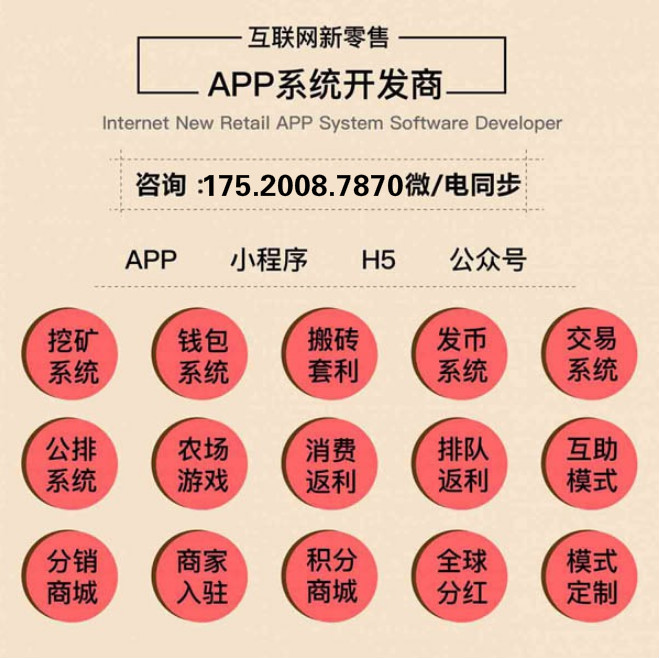 互联网新零售
APP系统开发商
Internet New Retail APP System Software Developer
咨询：175.2008.7870微/电同步
APP 小程序 H5 公众号
挖矿 钱包 搬砖 发币 交易
系统 系统 套利 系统 系统
公排 农场 消费 排队 互助
系统 游戏 返利 返利 模式
分销 商家 积分 全球 模式
商城 入驻 商城 分红 定制